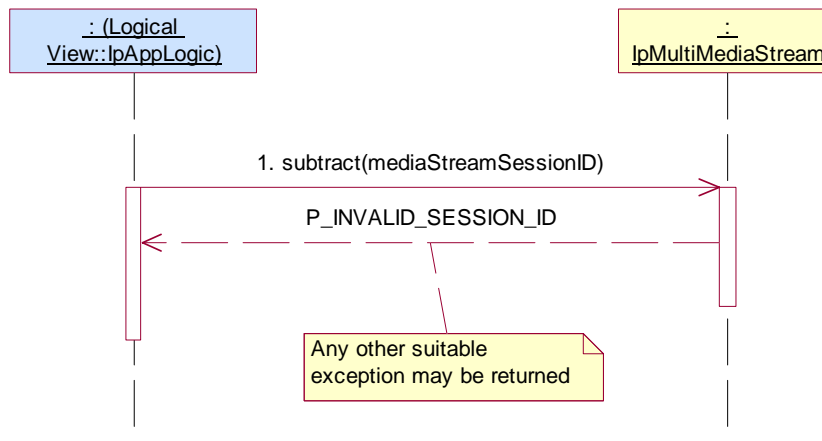 : (Logical
View::IpAppLogic)
:
IpMultiMediaStream
1. subtract(mediaStreamSessionID)
P_INVALID_SESSION_ID
Any other suitable
exception may be returned